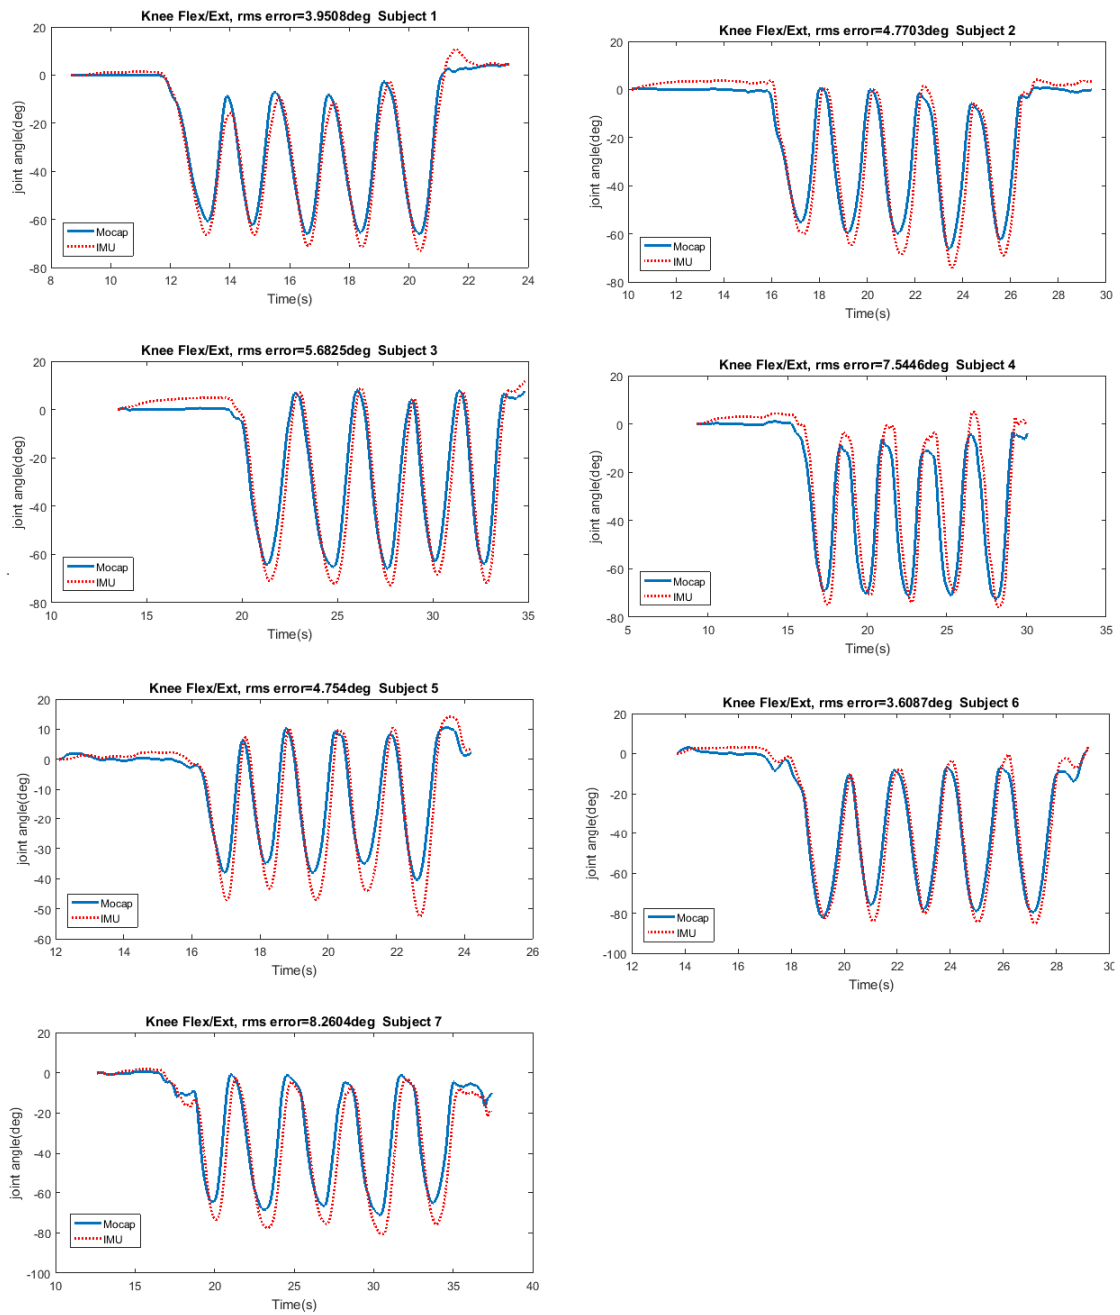 Knee Flex/Ext, rms error=3.9508deg  Subject 1
20
0
-20
-40
-60
-80
joint angle(deg)
Mocap
IMU
8 10 12 14 16 18 20 22 24
Time(s)
Knee Flex/Ext, rms error=4.7703deg  Subject 2
20
0
-20
-40
-60
-80
joint angle(deg)
Mocap
IMU
10 12 14 16 18 20 22 24 26 28 30
Time(s)
Knee Flex/Ext, rms error=5.6825deg  Subject 3
20
0
-20
-40
-60
-80
joint angle(deg)
Mocap
IMU
10 15 20 25 30 35
Time(s)
Knee Flex/Ext, rms error=7.5446deg  Subject 4
20
0
-20
-40
-60
-80
joint angle(deg)
Mocap
IMU
5 10 15 20 25 30 35
Time(s)
Knee Flex/Ext, rms error=4.754deg  Subject 5
20
10
0
-10
-20
-30
-40
-50
-60
joint angle(deg)
Mocap
IMU
12 14 16 18 20 22 24 26
Time(s)
Knee Flex/Ext, rms error=3.6087deg  Subject 6
20
0
-20
-40
-60
-80
-100
joint angle(deg)
Mocap
IMU
12 14 16 18 20 22 24 26 28 30
Time(s)
Knee Flex/Ext, rms error=8.2604deg  Subject 7
20
0
-20
-40
-60
-80
-100
joint angle(deg)
Mocap
IMU
10 15 20 25 30 35 40
Time(s)